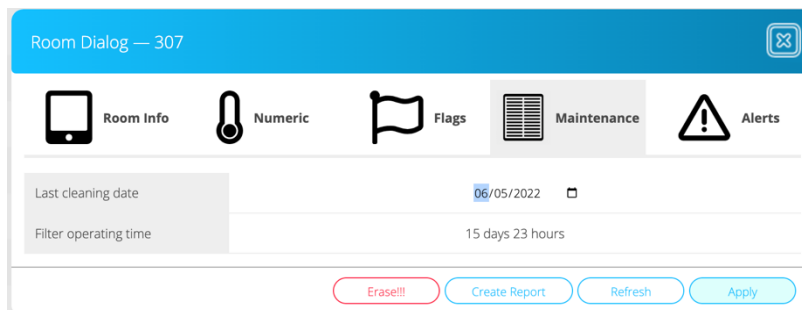 Room Dialog — 307
Room Info Numeric Flags Maintenance Alerts
Last cleaning date 06/05/2022
Filter operating time 15 days 23 hours
Erase!!! Create Report Refresh Apply